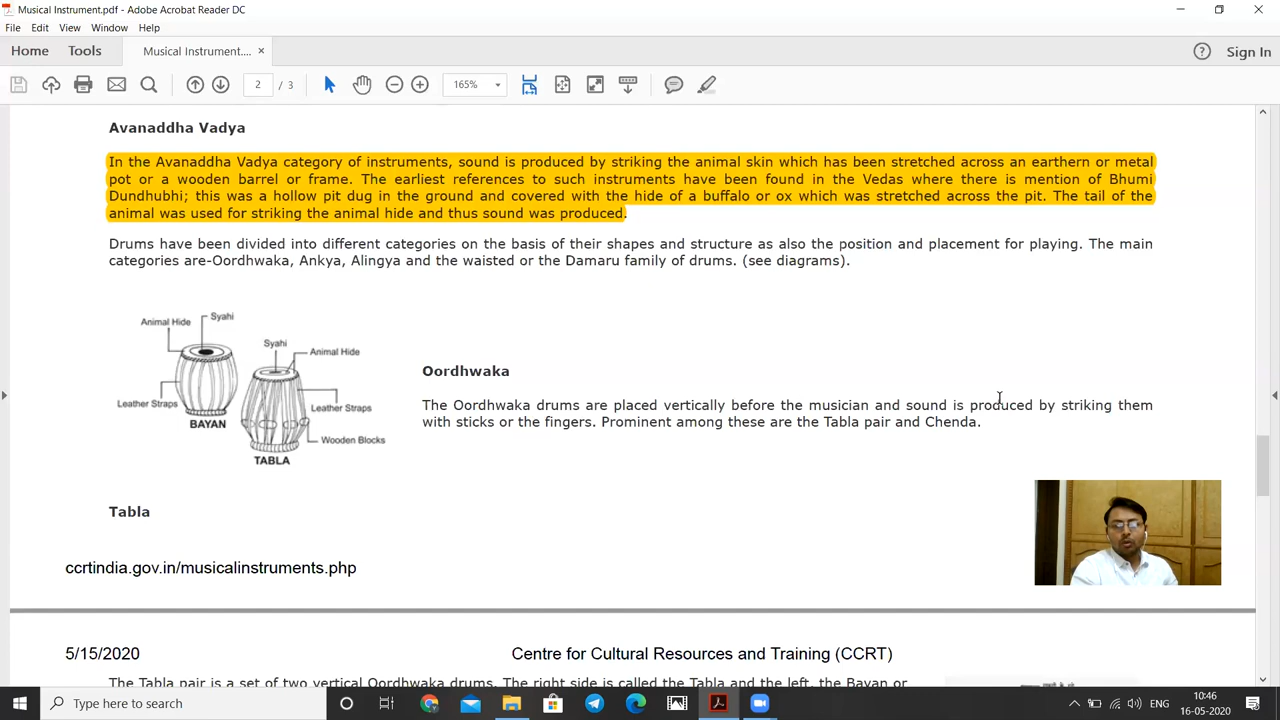 Musical Instrument.pdf - Adobe Acrobat Reader DC
File Edit View Window Help
Home Tools Musical Instrument.... × Sign In
2 / 3 165%
Avanaddha Vadya
In the Avanaddha Vadya category of instruments, sound is produced by striking the animal skin which has been stretched across an earthern or metal
pot or a wooden barrel or frame. The earliest references to such instruments have been found in the Vedas where there is mention of Bhumi
Dundhubhi; this was a hollow pit dug in the ground and covered with the hide of a buffalo or ox which was stretched across the pit. The tail of the
animal was used for striking the animal hide and thus sound was produced.
Drums have been divided into different categories on the basis of their shapes and structure as also the position and placement for playing. The main
categories are-Oordhwaka, Ankya, Alingya and the waisted or the Damaru family of drums. (see diagrams).
Animal Hide
Syahi
Leather Straps
BAYAN
Syahi
Animal Hide
Leather Straps
Wooden Blocks
TABLA
Oordhwaka
The Oordhwaka drums are placed vertically before the musician and sound is produced by striking them
with sticks or the fingers. Prominent among these are the Tabla pair and Chenda.
Tabla
ccrtindia.gov.in/musicalinstruments.php
5/15/2020 Centre for Cultural Resources and Training (CCRT)
The Tabla pair is a set of two vertical Oordhwaka drums. The right side is called the Tabla and the left, the Bayan or
Type here to search
ENG
10:46
16-05-2020